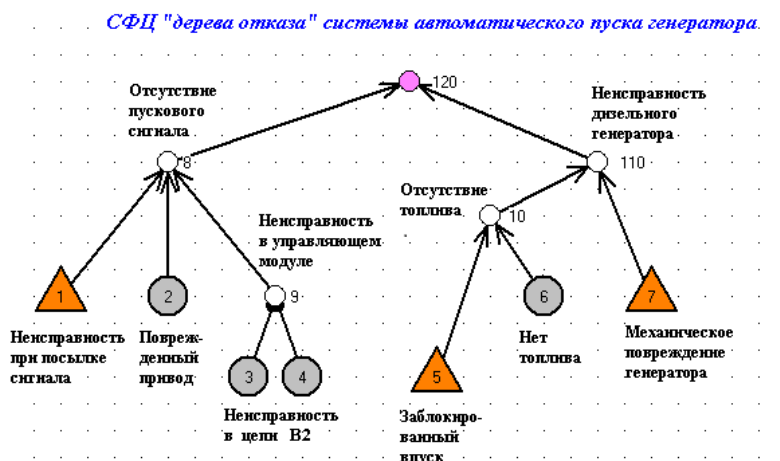 СФЦ "дерева отказа" системы автоматического пуска генератора
120
Отсутствие
пускового
сигнала
8
Неисправность
дизельного
генератора
110
Отсутствие
топлива
10
Неисправность
в управляющем
модуле
9
1
2
6
7
Неисправность
при посылке
сигнала
Повреж-
денный
привод
3
4
5
Нет
топлива
Механическое
повреждение
генератора
Неисправность
в цепи В2
Заблокиро-
ванный
впуск